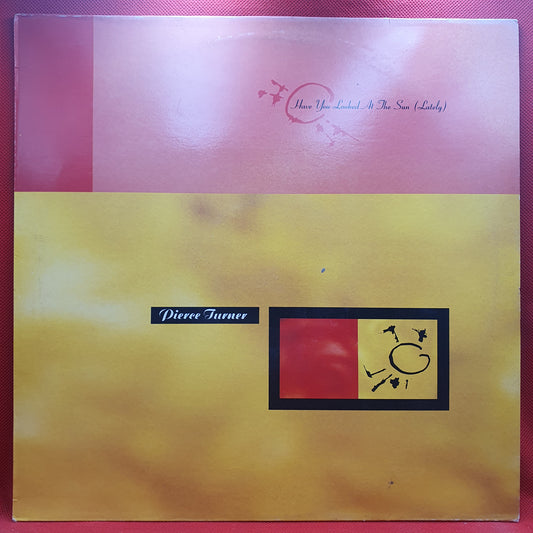 Have You Looked At The Sun (Lately)
Pierce Turner